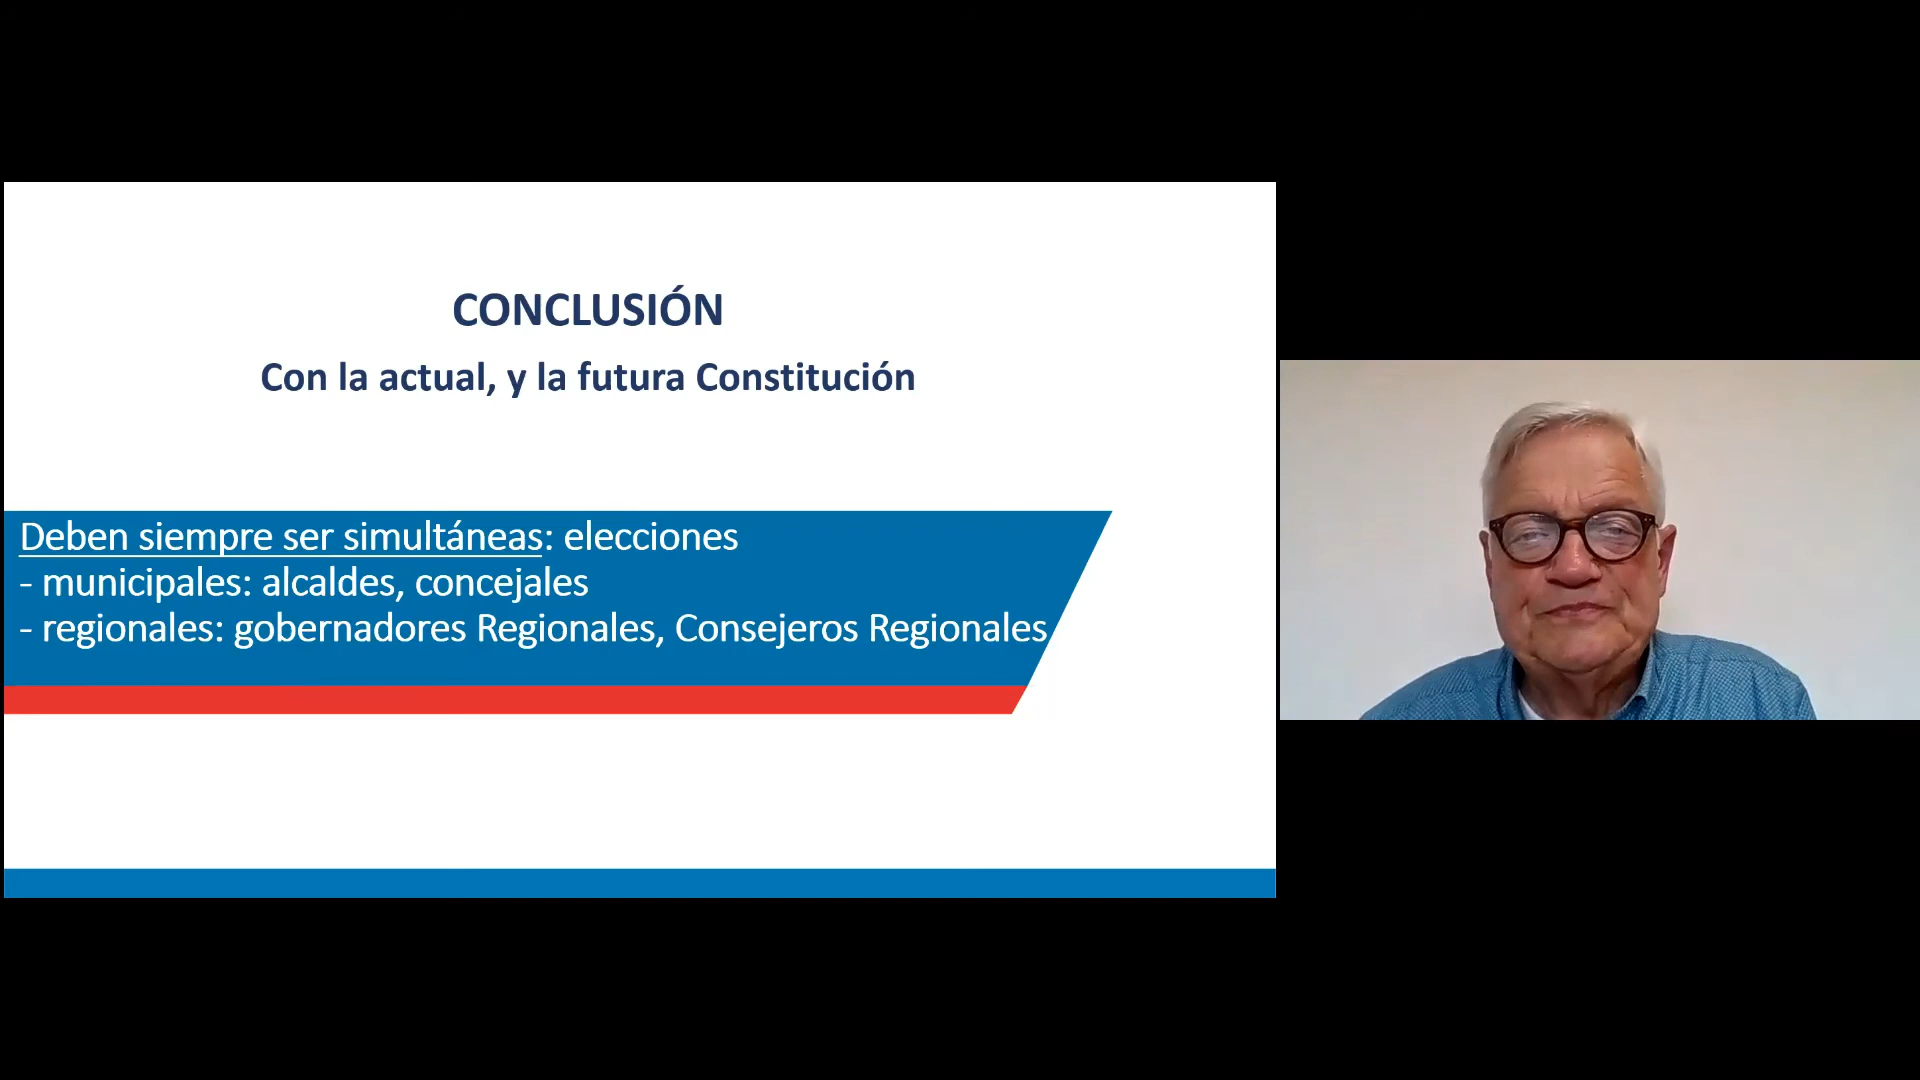 CONCLUSIÓN
Con la actual, y la futura Constitución
Deben siempre ser simultáneas: elecciones
- municipales: alcaldes, concejales
- regionales: gobernadores Regionales, Consejeros Regionales